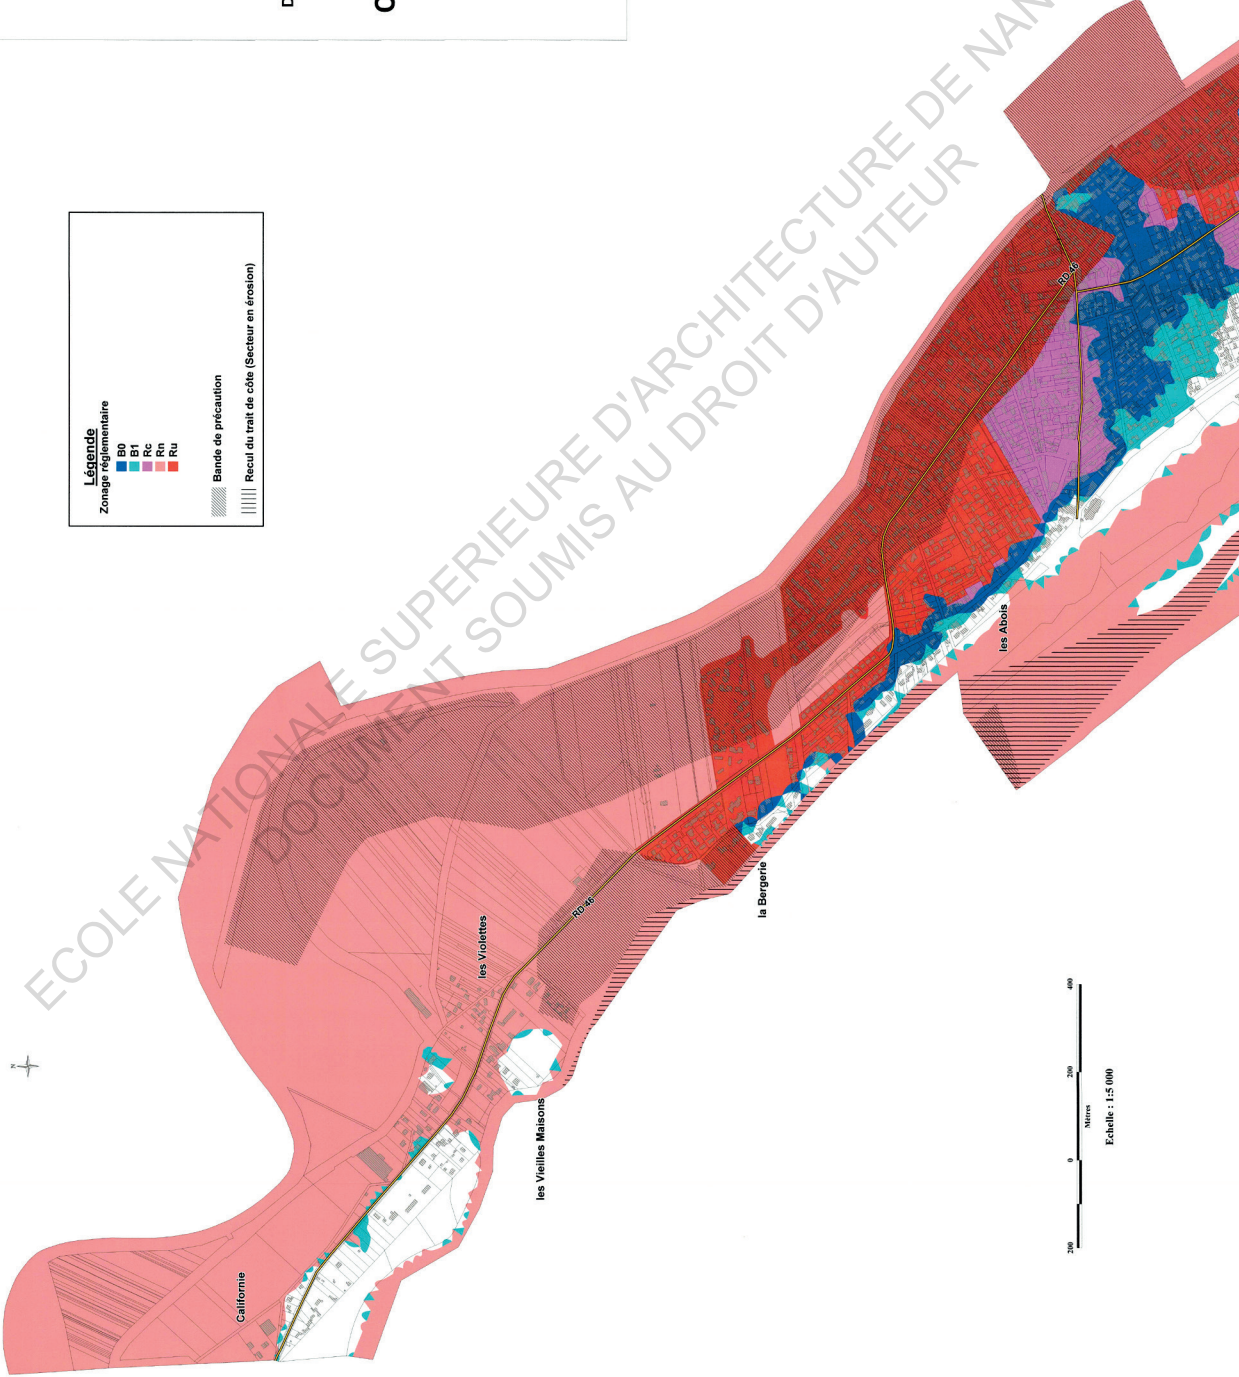 Légende
Zonage réglementaire
B0
B1
Rc
Rn
Ru
Bande de précaution
Recul du trait de côte (Secteur en érosion)
ECOLE NATIONALE SUPERIEURE D'ARCHITECTURE DE NAN
DOCUMENT SOUMIS AU DROIT D'AUTEUR
RD 46
les Abois
la Bergerie
RD 46
les Violettes
les Vieilles Maisons
Californie
N
200 0 200 400
Mètres
Echelle : 1:5 000